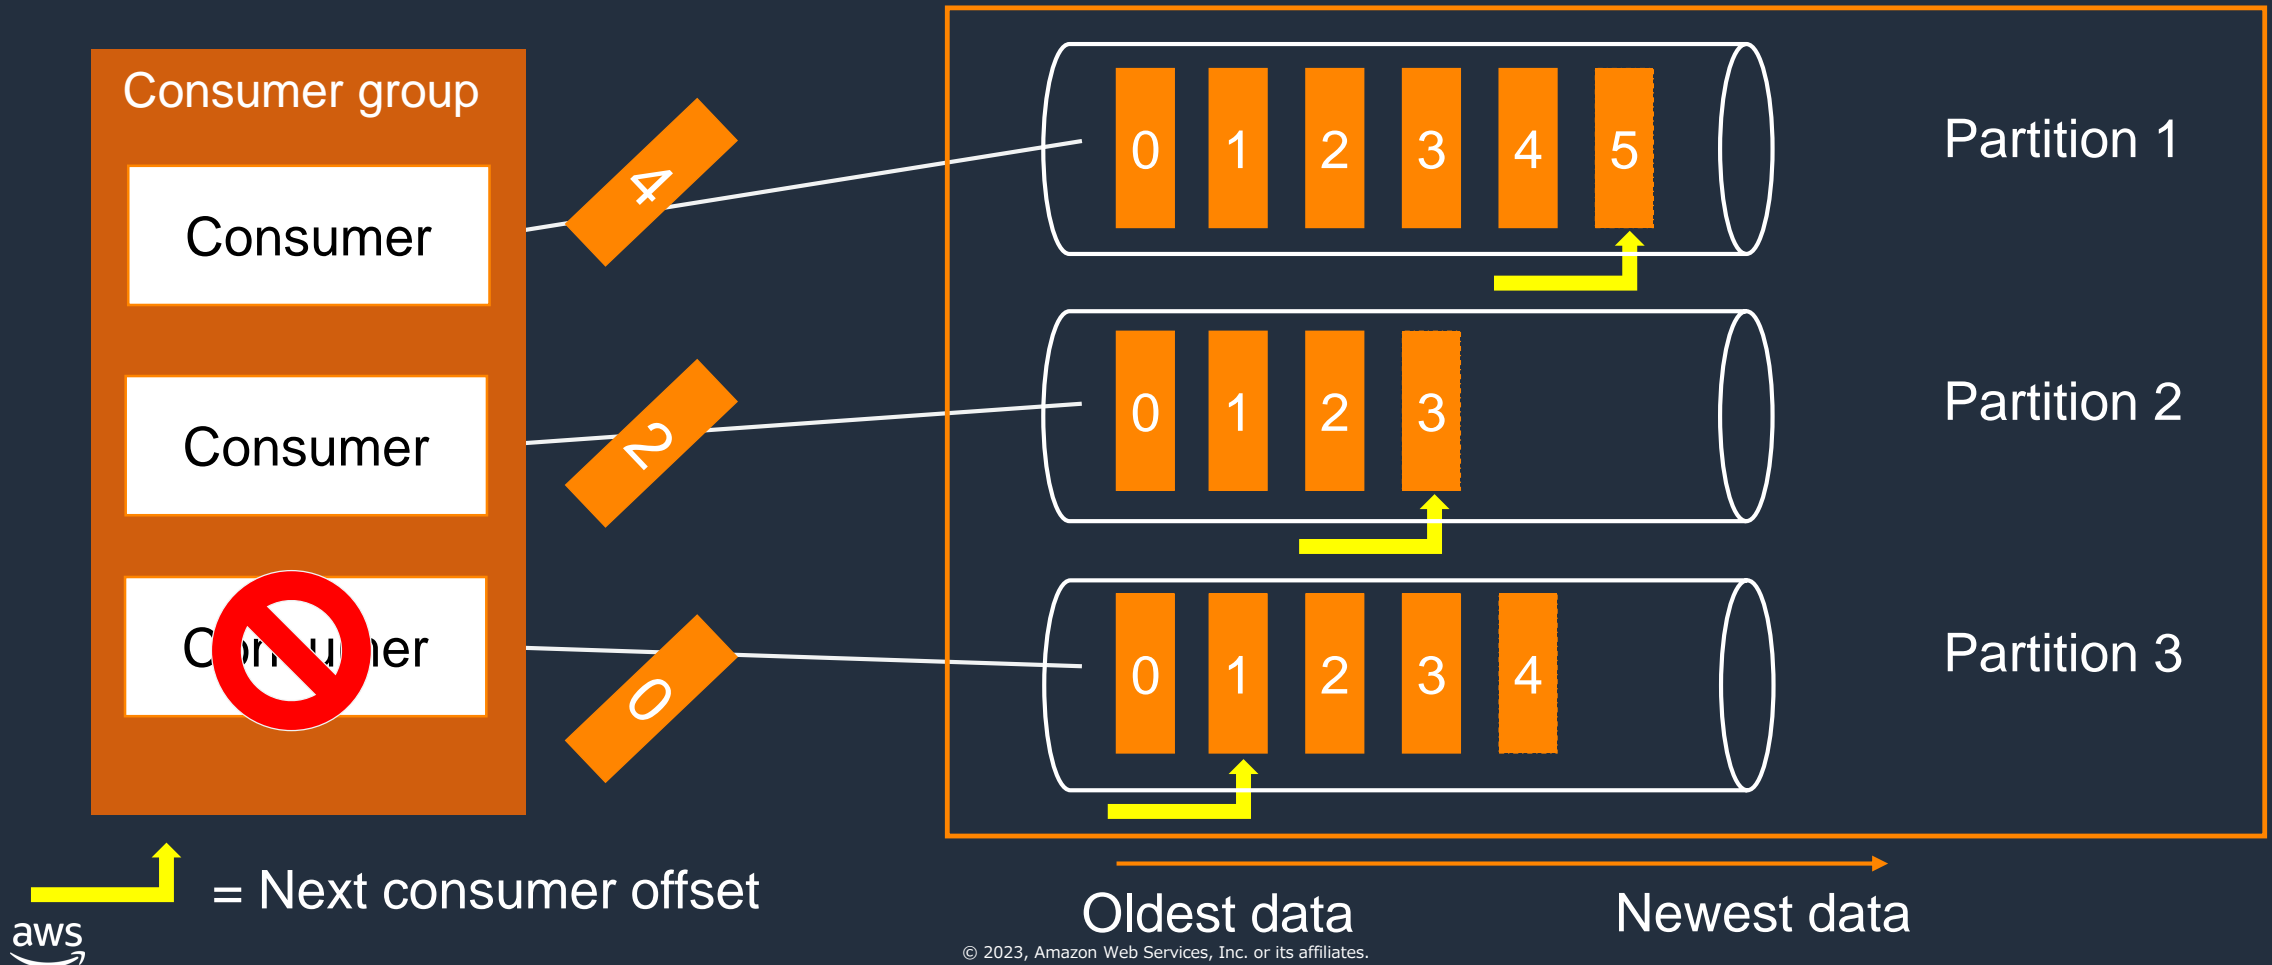 Consumer group
Consumer
4
0 1 2 3 4 5
Partition 1
Consumer
2
0 1 2 3
Partition 2
Consumer
0
0 1 2 3 4
Partition 3
= Next consumer offset
Oldest data
Newest data
aws
© 2023, Amazon Web Services, Inc. or its affiliates.